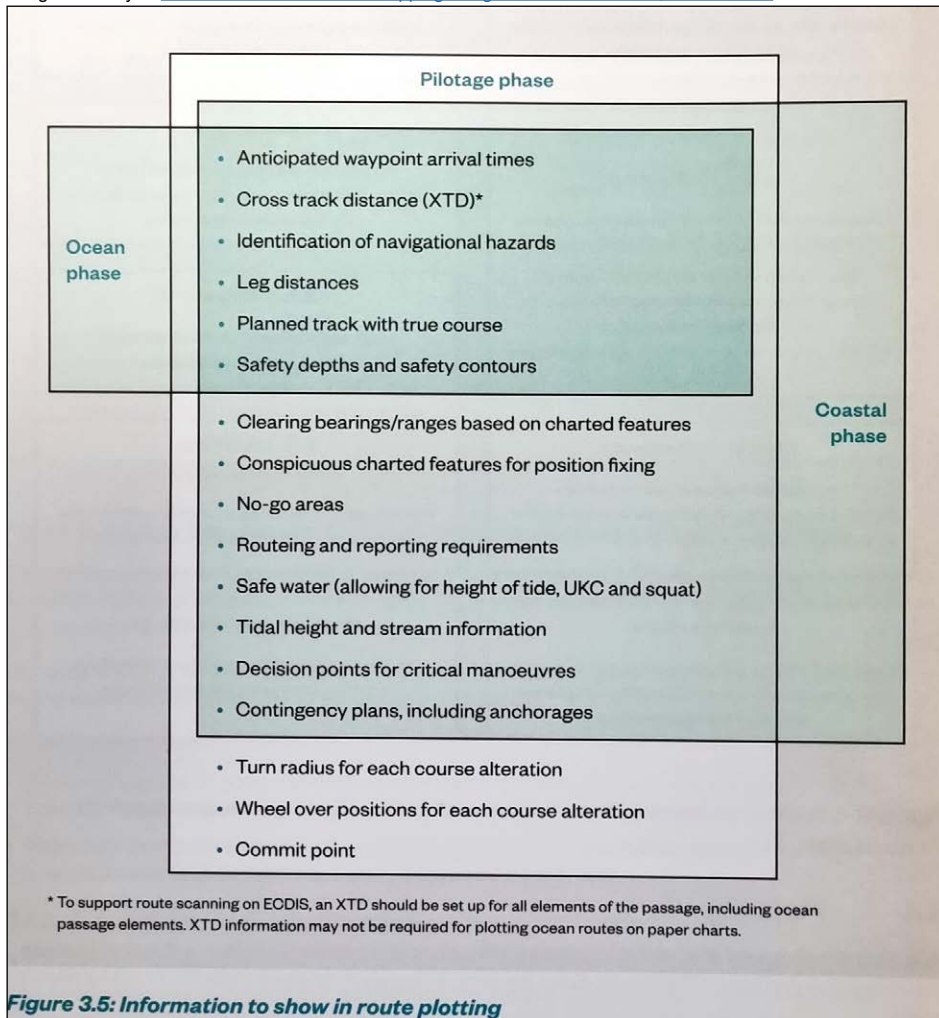 Pilotage phase
• Anticipated waypoint arrival times
• Cross track distance (XTD)*
• Identification of navigational hazards
Ocean
phase
• Leg distances
• Planned track with true course
• Safety depths and safety contours
• Clearing bearings/ranges based on charted features
Coastal
phase
• Conspicuous charted features for position fixing
• No-go areas
• Routeing and reporting requirements
• Safe water (allowing for height of tide, UKC and squat)
• Tidal height and stream information
• Decision points for critical manoeuvres
• Contingency plans, including anchorages
• Turn radius for each course alteration
• Wheel over positions for each course alteration
• Commit point
* To support route scanning on ECDIS, an XTD should be set up for all elements of the passage, including ocean
passage elements. XTD information may not be required for plotting ocean routes on paper charts.
Figure 3.5: Information to show in route plotting